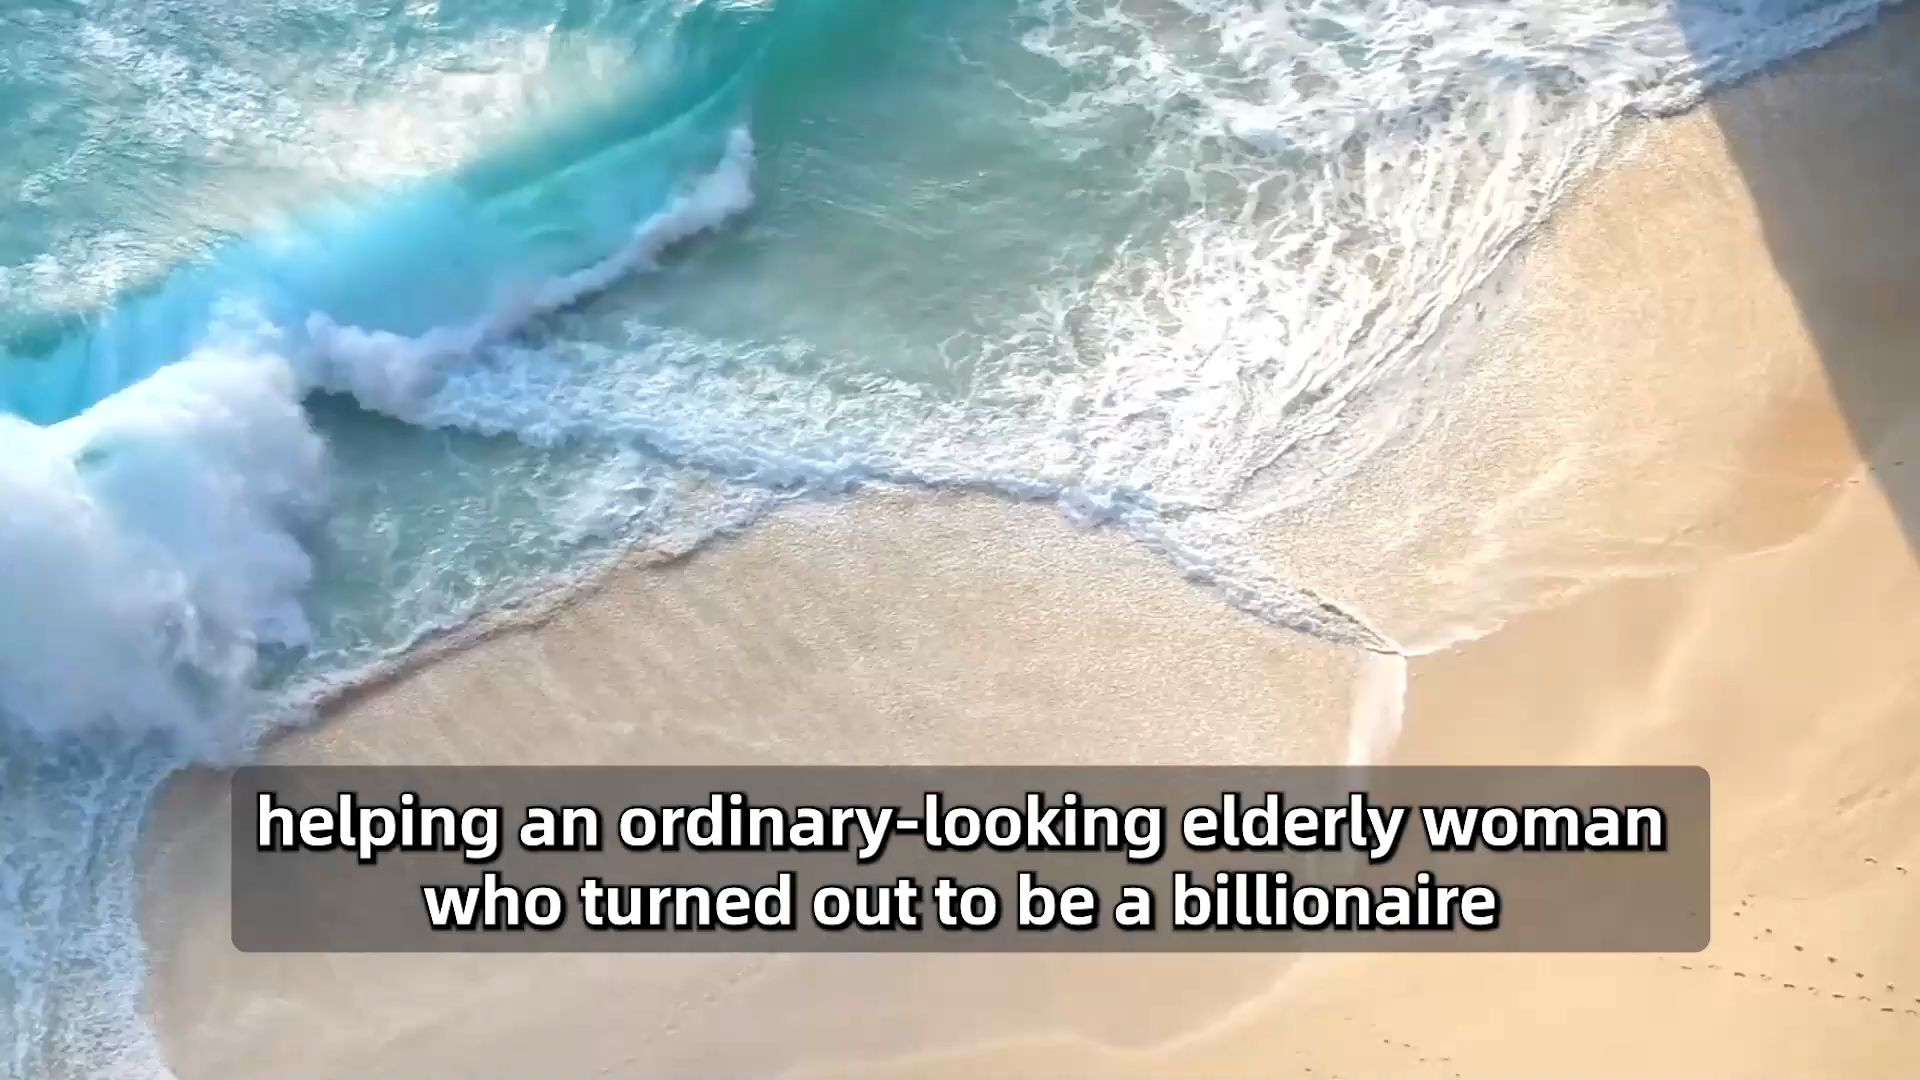 helping an ordinary-looking elderly woman
who turned out to be a billionaire